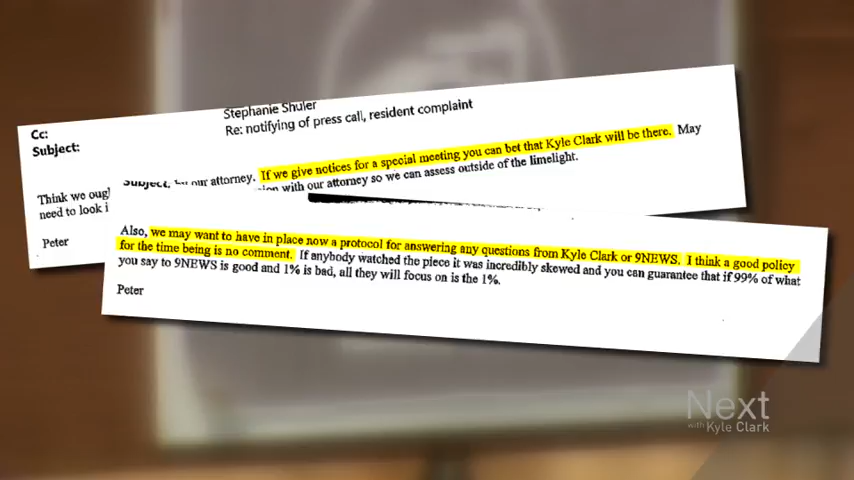 Cc:
Stephanie Shuler
Subject:
Re: notifying of press call, resident complaint
Think we oug
our attorney. If we give notices for a special meeting you can bet that Kyle Clark will be there. May
need to look i
with our attorney so we can assess outside of the limelight.
Peter
Also, we may want to have in place now a protocol for answering any questions from Kyle Clark or 9NEWS. I think a good policy
for the time being is no comment. If anybody watched the piece it was incredibly skewed and you can guarantee that if 99% of what
you say to 9NEWS is good and 1% is bad, all they will focus on is the 1%.
Peter
Next
with Kyle Clark